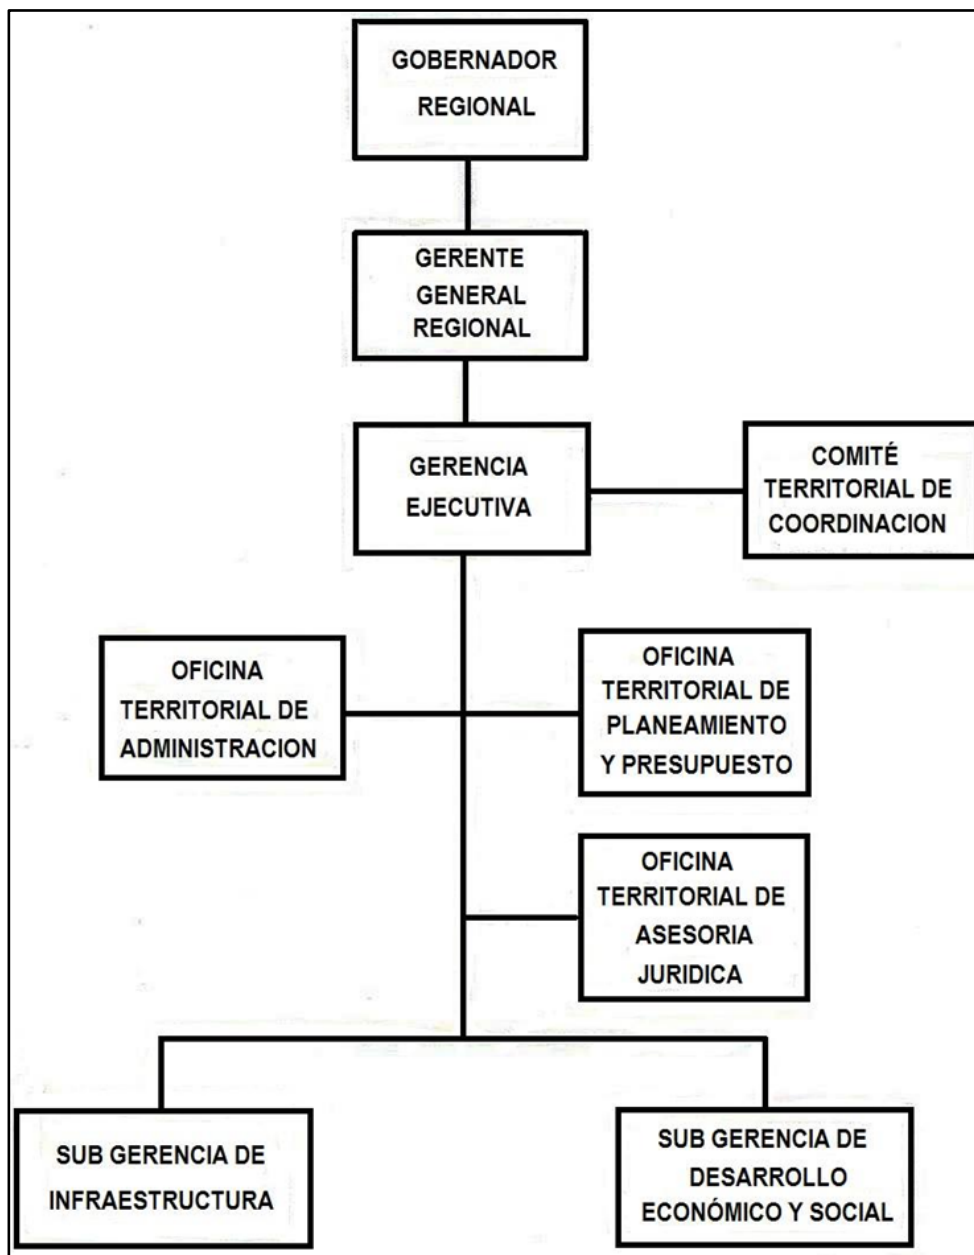 GOBERNADOR
REGIONAL
GERENTE
GENERAL
REGIONAL
GERENCIA
EJECUTIVA
COMITÉ
TERRITORIAL DE
COORDINACION
OFICINA
TERRITORIAL DE
ADMINISTRACION
OFICINA
TERRITORIAL DE
PLANEAMIENTO
Y PRESUPUESTO
OFICINA
TERRITORIAL DE
ASESORIA
JURIDICA
SUB GERENCIA DE
INFRAESTRUCTURA
SUB GERENCIA DE
DESARROLLO
ECONÓMICO Y SOCIAL